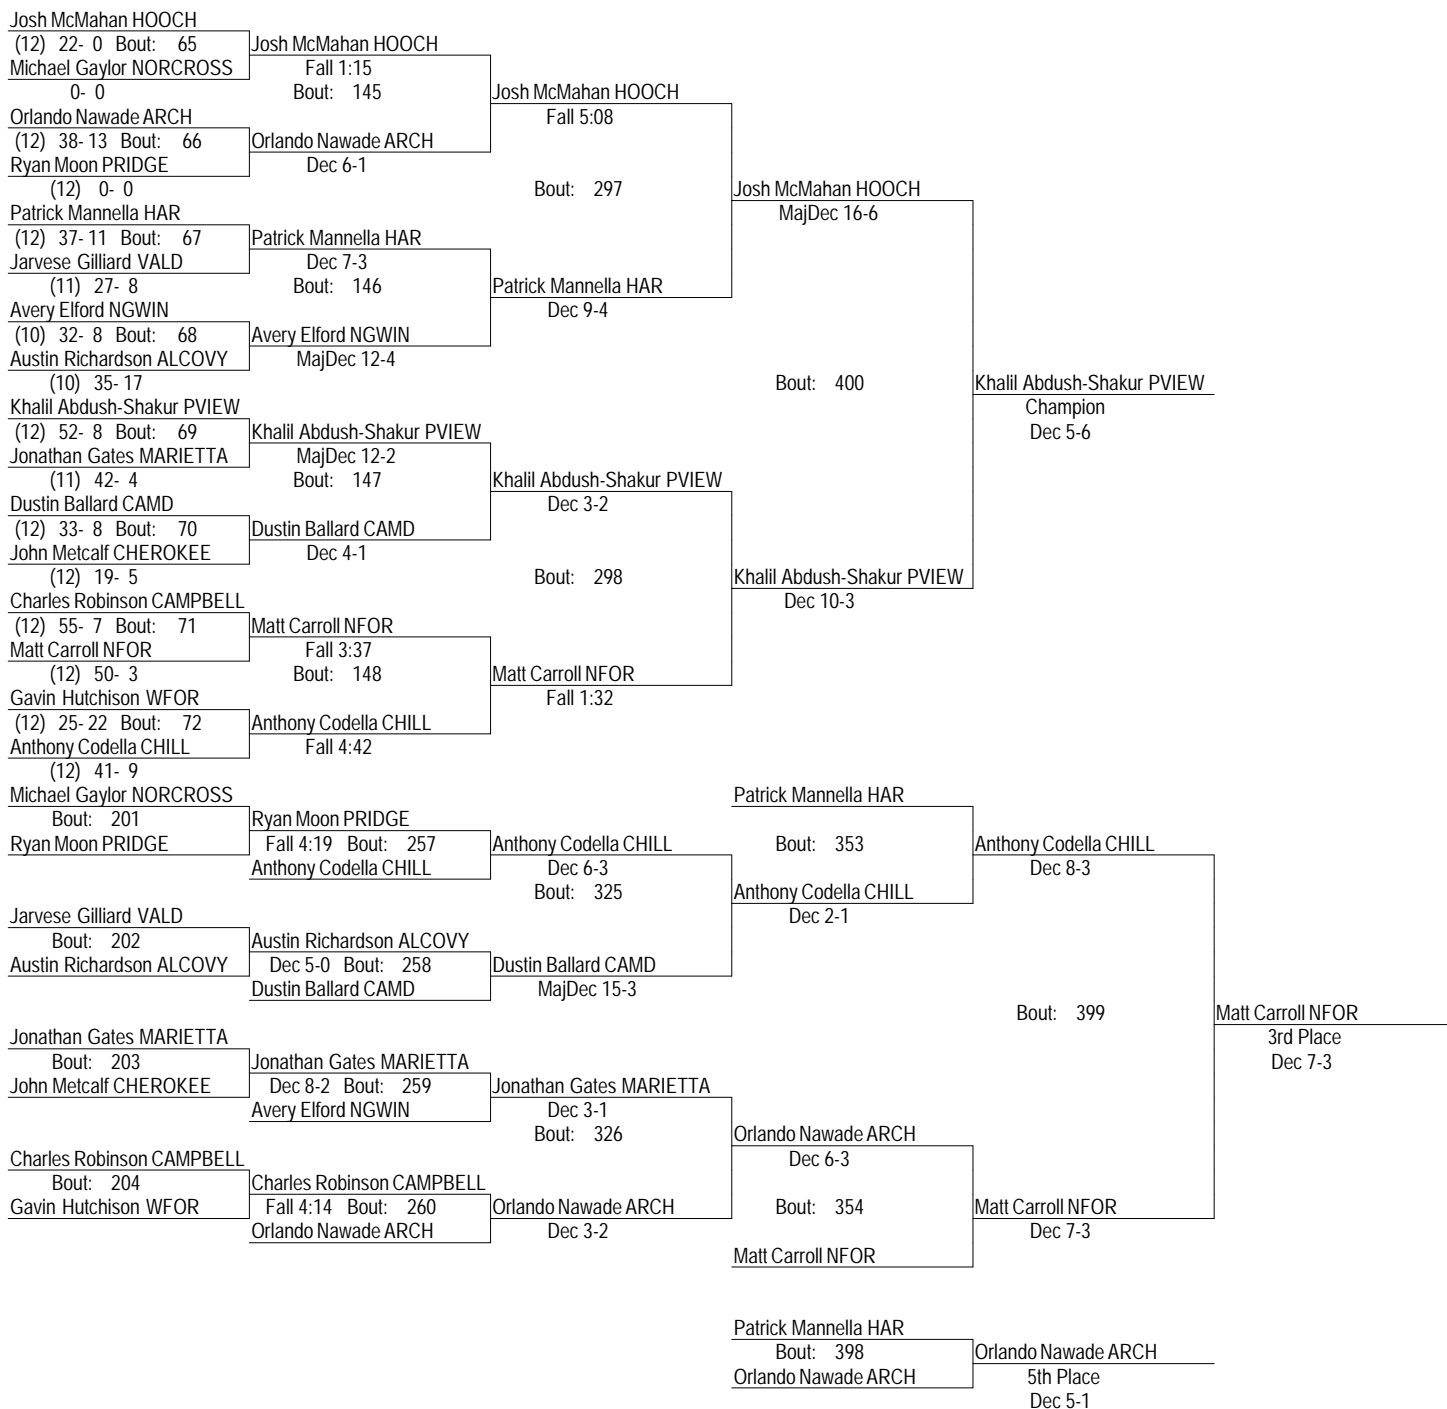 Josh McMahan HOOCH
(12) 22- 0 Bout: 65 Josh McMahan HOOCH
Michael Gaylor NORCROSS Fall 1:15
0- 0 Bout: 145 Josh McMahan HOOCH
Orlando Nawade ARCH Fall 5:08
(12) 38- 13 Bout: 66 Orlando Nawade ARCH
Ryan Moon PRIDGE Dec 6-1
(12) 0- 0 Bout: 297 Josh McMahan HOOCH
Patrick Mannella HAR MajDec 16-6
(12) 37- 11 Bout: 67 Patrick Mannella HAR
Jarvese Gilliard VALD Dec 7-3
(11) 27- 8 Bout: 146 Patrick Mannella HAR
Avery Elford NGWIN Dec 9-4
(10) 32- 8 Bout: 68 Avery Elford NGWIN
Austin Richardson ALCOVY MajDec 12-4
(10) 35- 17 Bout: 400 Khalil Abdush-Shakur PVIEW
Khalil Abdush-Shakur PVIEW Champion
(12) 52- 8 Bout: 69 Khalil Abdush-Shakur PVIEW Dec 5-6
Jonathan Gates MARIETTA MajDec 12-2
(11) 42- 4 Bout: 147 Khalil Abdush-Shakur PVIEW
Dustin Ballard CAMD Dec 3-2
(12) 33- 8 Bout: 70 Dustin Ballard CAMD
John Metcalf CHEROKEE Dec 4-1
(12) 19- 5 Bout: 298 Khalil Abdush-Shakur PVIEW
Charles Robinson CAMPBELL Dec 10-3
(12) 55- 7 Bout: 71 Matt Carroll NFOR
Matt Carroll NFOR Fall 3:37
(12) 50- 3 Bout: 148 Matt Carroll NFOR
Gavin Hutchison WFOR Fall 1:32
(12) 25- 22 Bout: 72 Anthony Codella CHILL
Anthony Codella CHILL Fall 4:42
(12) 41- 9
Michael Gaylor NORCROSS Patrick Mannella HAR
Bout: 201 Ryan Moon PRIDGE
Ryan Moon PRIDGE Fall 4:19 Bout: 257 Anthony Codella CHILL Bout: 353 Anthony Codella CHILL
Anthony Codella CHILL Dec 6-3 Dec 8-3
Bout: 325 Anthony Codella CHILL
Jarvese Gilliard VALD Dec 2-1
Bout: 202 Austin Richardson ALCOVY
Austin Richardson ALCOVY Dec 5-0 Bout: 258 Dustin Ballard CAMD
Dustin Ballard CAMD MajDec 15-3
Bout: 399 Matt Carroll NFOR
Jonathan Gates MARIETTA 3rd Place
Bout: 203 Jonathan Gates MARIETTA Dec 7-3
John Metcalf CHEROKEE Dec 8-2 Bout: 259 Jonathan Gates MARIETTA
Avery Elford NGWIN Dec 3-1
Bout: 326 Orlando Nawade ARCH
Charles Robinson CAMPBELL Dec 6-3
Bout: 204 Charles Robinson CAMPBELL
Gavin Hutchison WFOR Fall 4:14 Bout: 260 Orlando Nawade ARCH Bout: 354 Matt Carroll NFOR
Orlando Nawade ARCH Dec 3-2 Dec 7-3
Matt Carroll NFOR
Patrick Mannella HAR
Bout: 398 Orlando Nawade ARCH
Orlando Nawade ARCH 5th Place
Dec 5-1